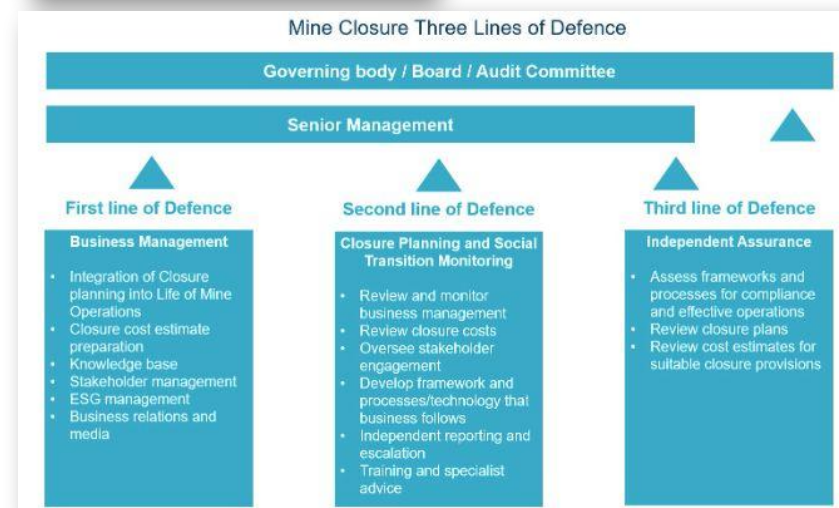 Mine Closure Three Lines of Defence
Governing body / Board / Audit Committee
Senior Management
First line of Defence
Business Management
• Integration of Closure
planning into Life of Mine
Operations
• Closure cost estimate
preparation
• Knowledge base
• Stakeholder management
• ESG management
• Business relations and
media
Second line of Defence
Closure Planning and Social
Transition Monitoring
• Review and monitor
business management
• Review closure costs
• Oversee stakeholder
engagement
• Develop framework and
processes/technology that
business follows
• Independent reporting and
escalation
• Training and specialist
advice
Third line of Defence
Independent Assurance
• Assess frameworks and
processes for compliance
and effective operations
• Review closure plans
• Review cost estimates for
suitable closure provisions